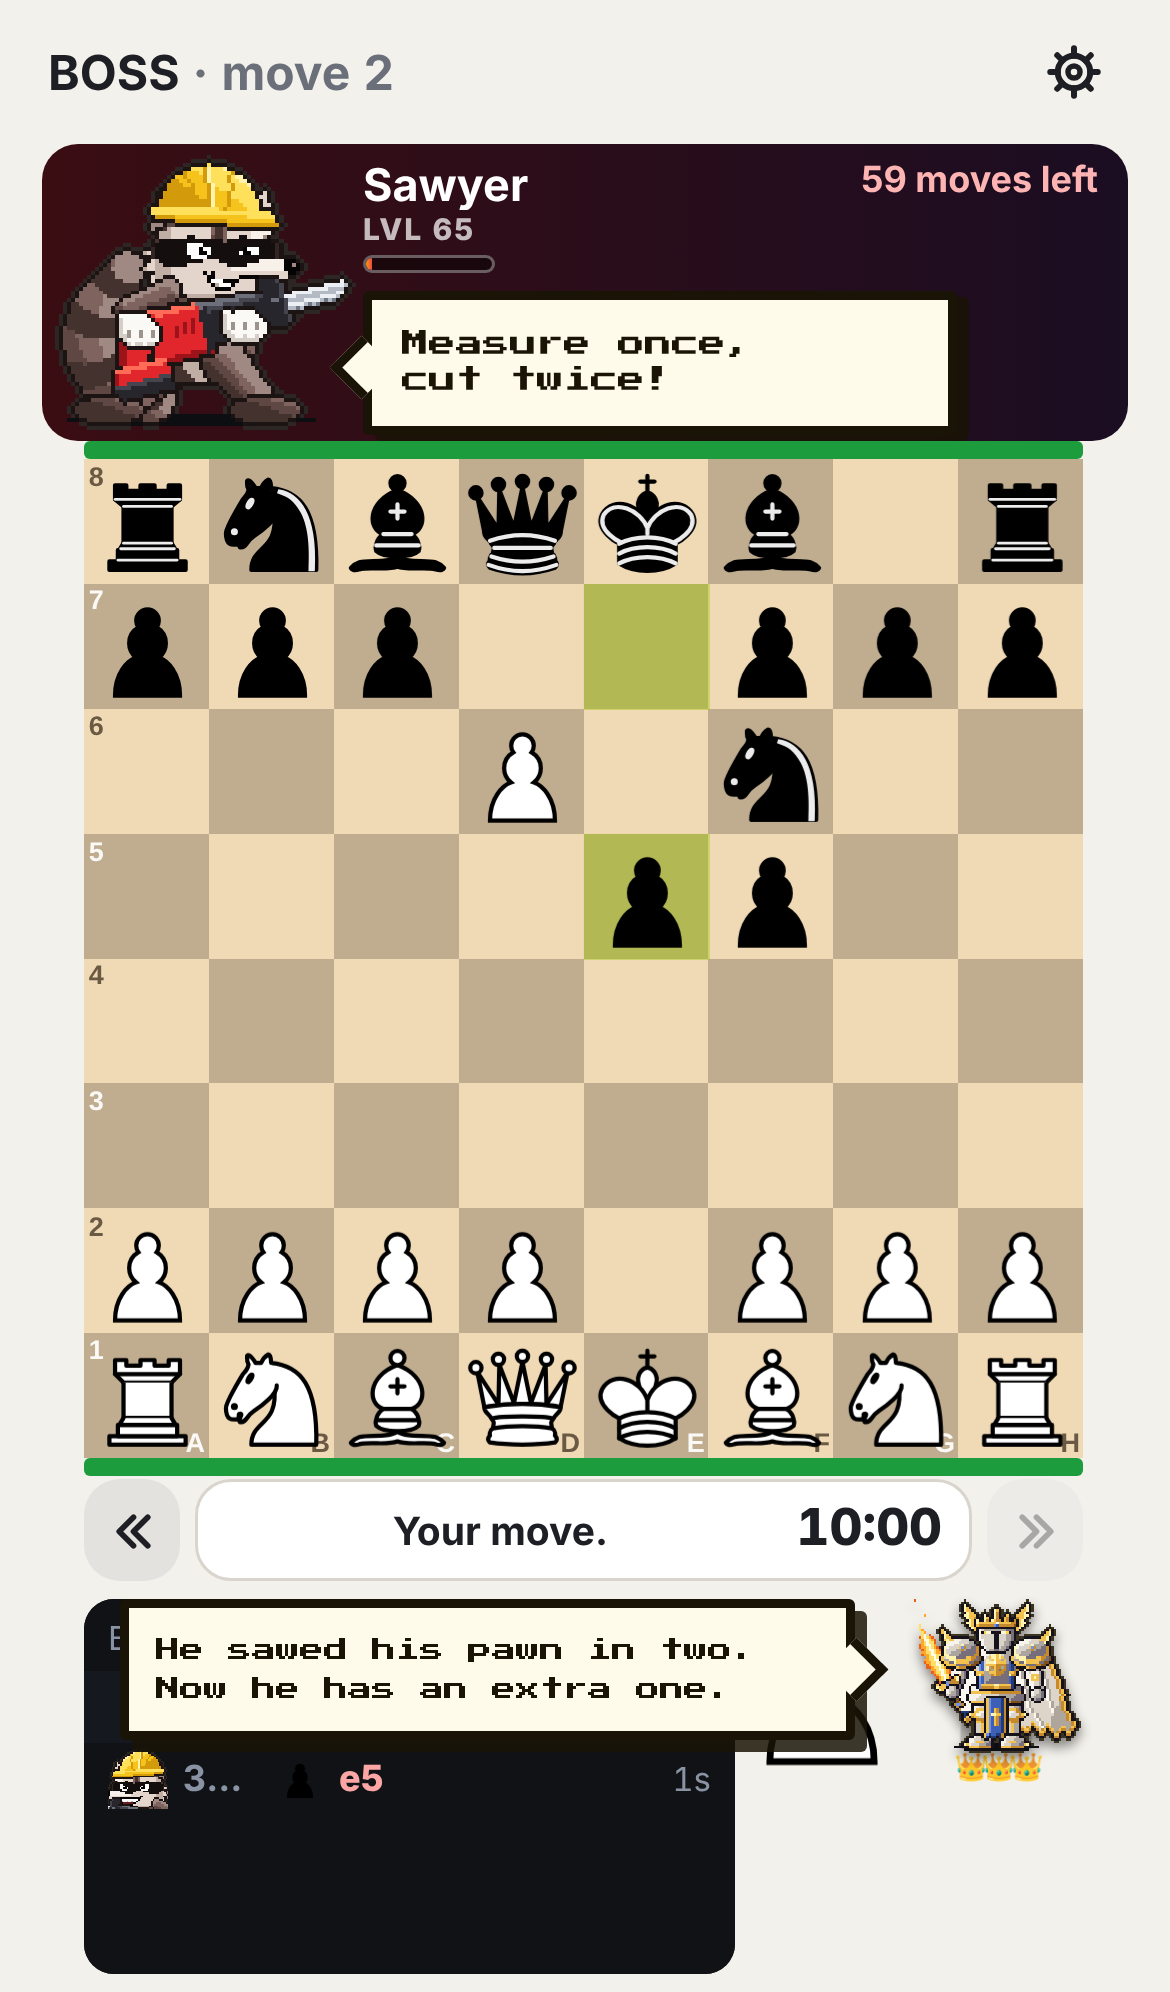 BOSS · move 2
Sawyer
59 moves left
LVL 65
Measure once,
cut twice!
8
7
6
5
4
3
2
1
A B C D E F G H
Your move. 10:00
He sawed his pawn in two.
Now he has an extra one.
3... e5 1s